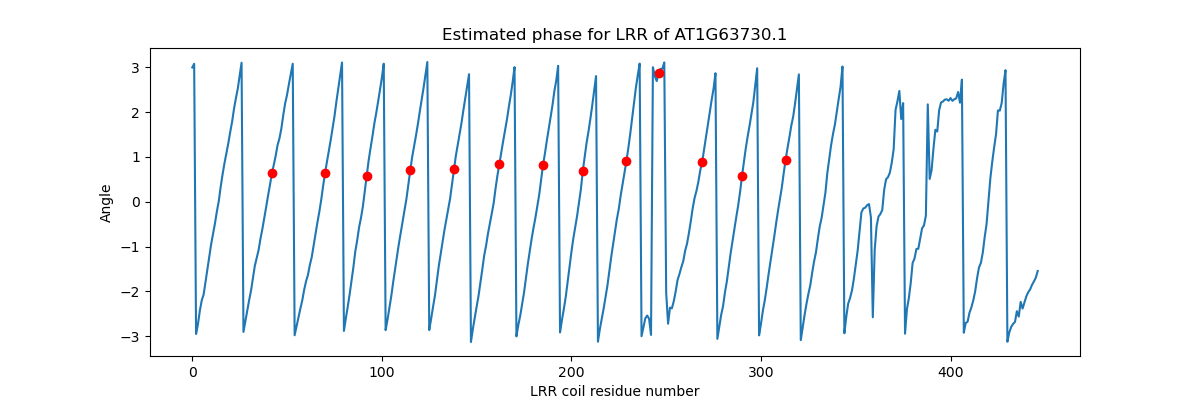 Estimated phase for LRR of AT1G63730.1
3
2
1
0
−1
−2
−3
Angle
0 100 200 300 400
LRR coil residue number